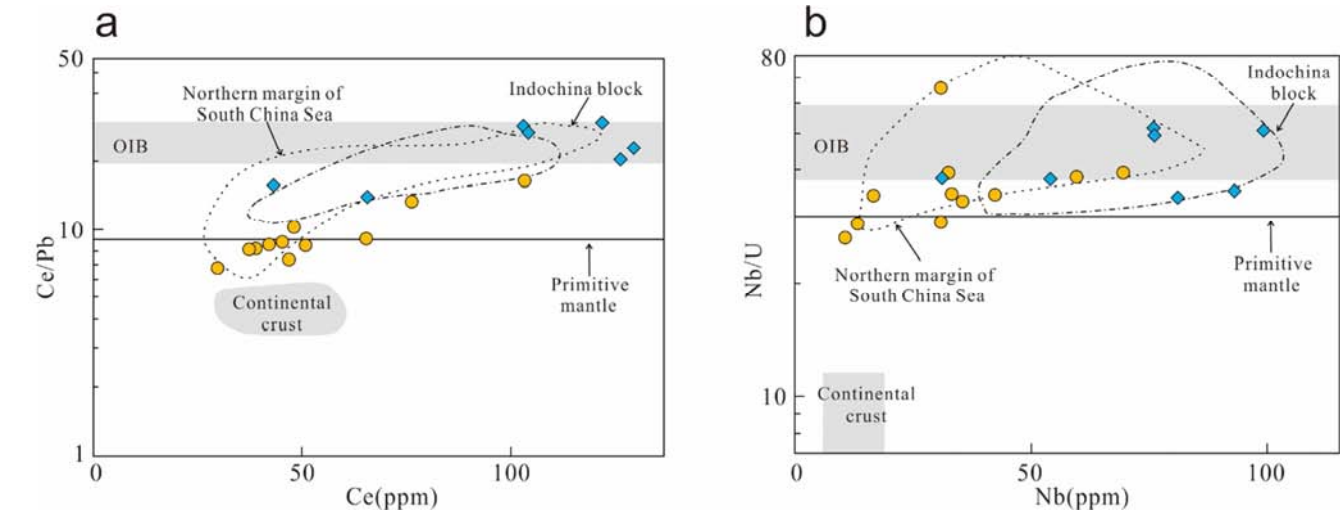 a
50
10
1
0
50
100
Ce/Pb
Ce(ppm)
OIB
Northern margin of
South China Sea
Indochina block
Primitive
mantle
Continental
crust
b
80
10
0
50
100
Nb/U
Nb(ppm)
OIB
Indochina
block
Northern margin of
South China Sea
Primitive
mantle
Continental
crust